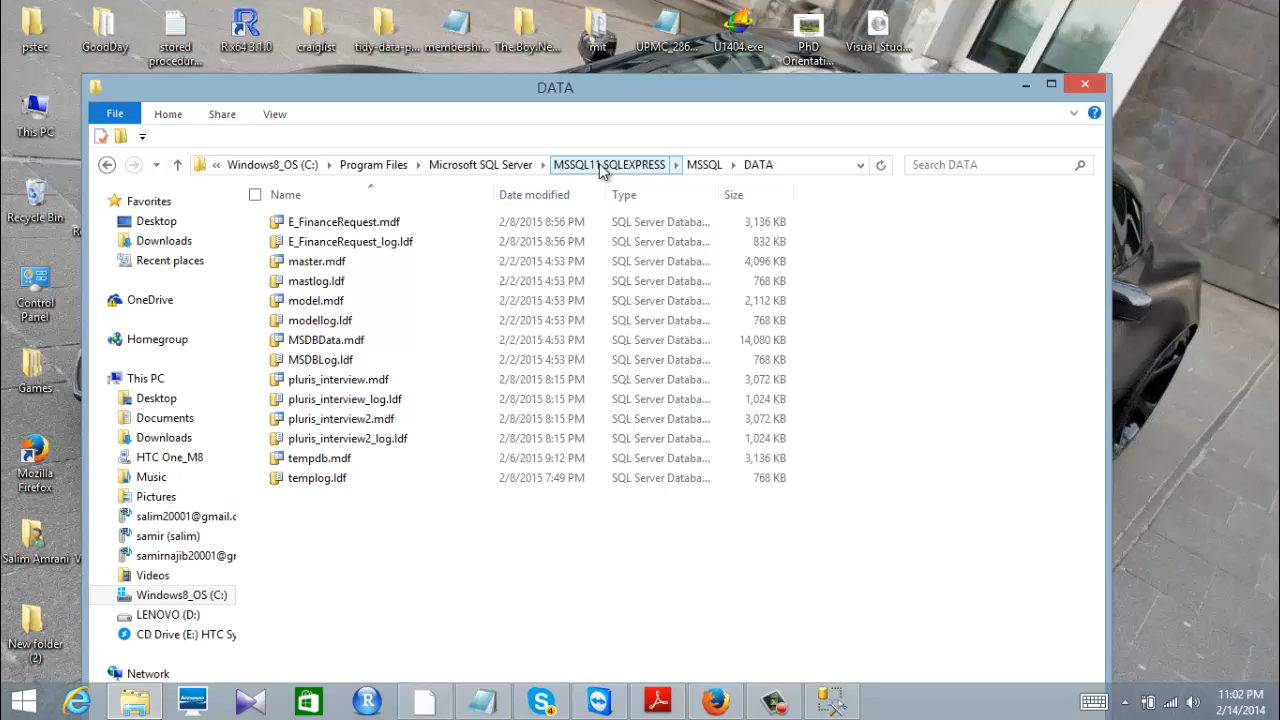 pstec
GoodDay
stored
procedur...
R x64 3.1.0
craiglist
tidy-data-p...
membershi...
The.Boy.Ne...
mit
UPMC_286...
U1404.exe
PhD
Orientati...
Visual_Stud...
This PC
Recycle Bin
Control
Panel
Games
Mozilla
Firefox
Salim Amrani
New folder
(2)
DATA
File
Home
Share
View
«
Windows8_OS (C:)
Program Files
Microsoft SQL Server
MSSQL11.SQLEXPRESS
MSSQL
DATA
Search DATA
Name
Date modified
Type
Size
Favorites
Desktop
Downloads
Recent places
OneDrive
Homegroup
This PC
Desktop
Documents
Downloads
HTC One_M8
Music
Pictures
salim20001@gmail.c
samir (salim)
samirnajib20001@gr
Videos
Windows8_OS (C:)
LENOVO (D:)
CD Drive (E:) HTC Sy
Network
E_FinanceRequest.mdf 2/8/2015 8:56 PM SQL Server Databa... 3,136 KB
E_FinanceRequest_log.ldf 2/8/2015 8:56 PM SQL Server Databa... 832 KB
master.mdf 2/2/2015 4:53 PM SQL Server Databa... 4,096 KB
mastlog.ldf 2/2/2015 4:53 PM SQL Server Databa... 768 KB
model.mdf 2/2/2015 4:53 PM SQL Server Databa... 2,112 KB
modellog.ldf 2/2/2015 4:53 PM SQL Server Databa... 768 KB
MSDBData.mdf 2/2/2015 4:53 PM SQL Server Databa... 14,080 KB
MSDBLog.ldf 2/2/2015 4:53 PM SQL Server Databa... 768 KB
pluris_interview.mdf 2/8/2015 8:15 PM SQL Server Databa... 3,072 KB
pluris_interview_log.ldf 2/8/2015 8:15 PM SQL Server Databa... 1,024 KB
pluris_interview2.mdf 2/8/2015 8:15 PM SQL Server Databa... 3,072 KB
pluris_interview2_log.ldf 2/8/2015 8:15 PM SQL Server Databa... 1,024 KB
tempdb.mdf 2/6/2015 9:12 PM SQL Server Databa... 3,136 KB
templog.ldf 2/8/2015 7:49 PM SQL Server Databa... 768 KB
11:02 PM
2/14/2014